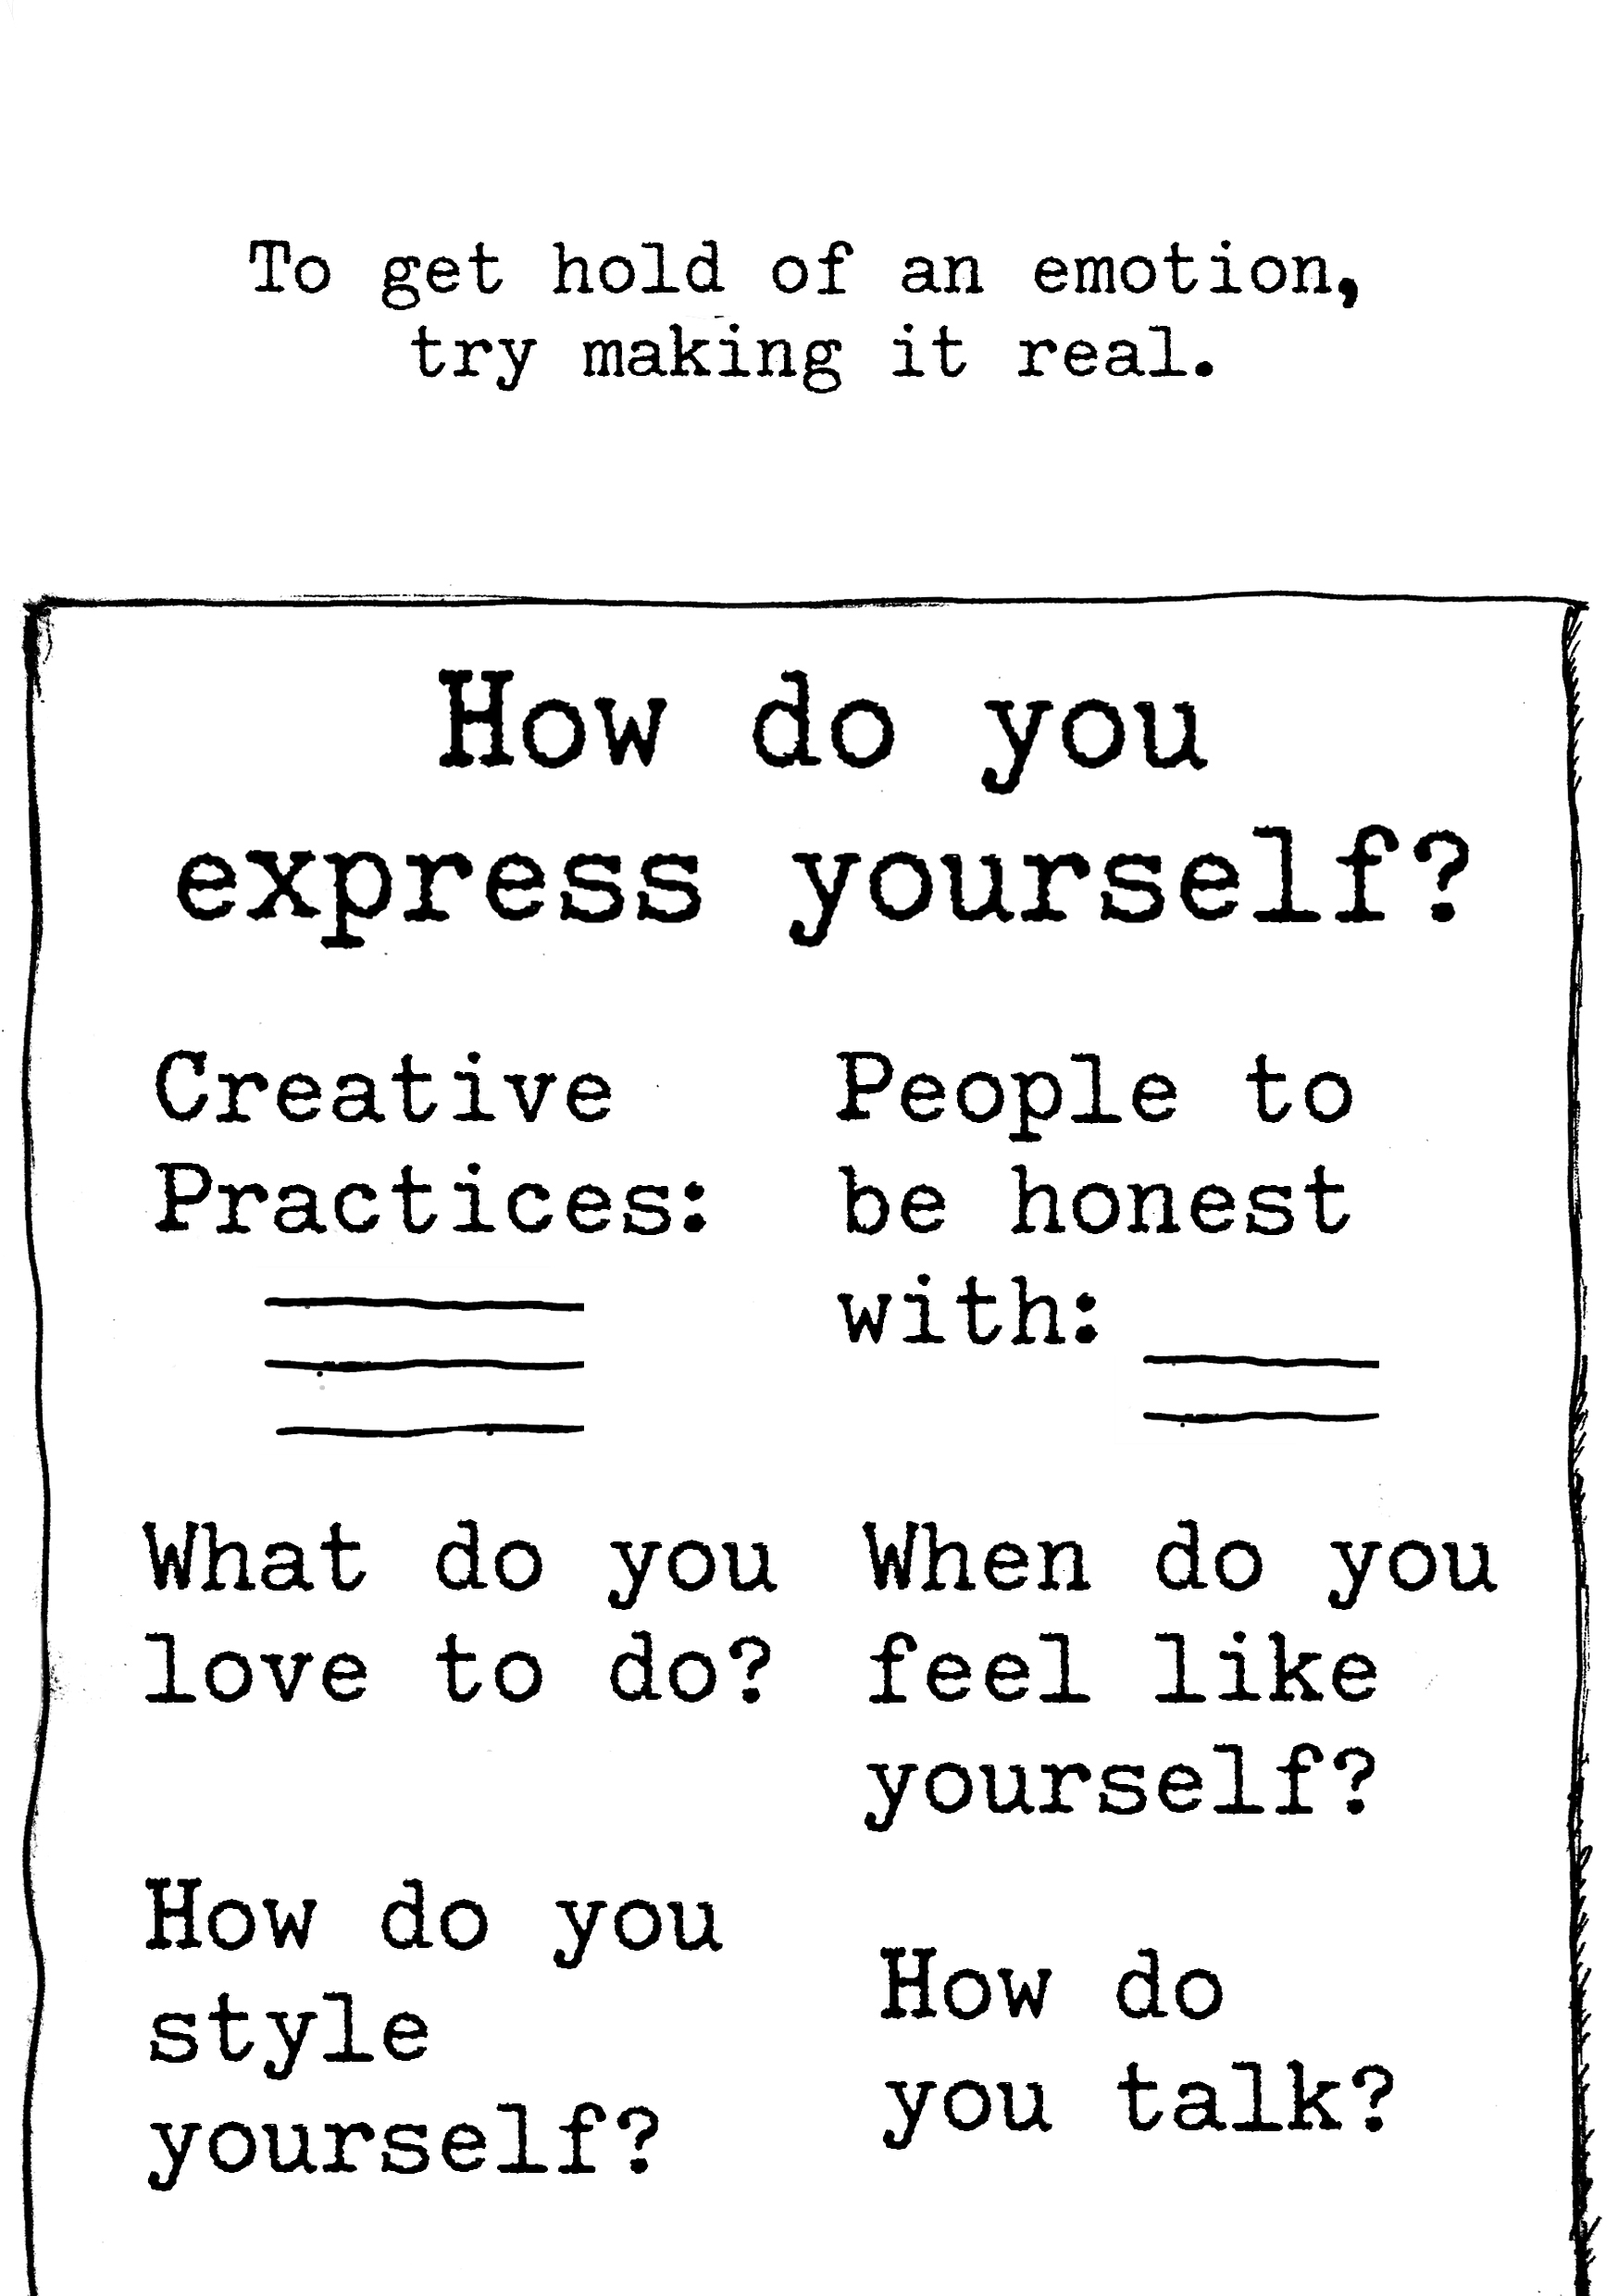 To get hold of an emotion,
try making it real.
How do you
express yourself?
Creative
Practices:
People to
be honest
with:
What do you
love to do?
When do you
feel like
yourself?
How do you
style
yourself?
How do
you talk?